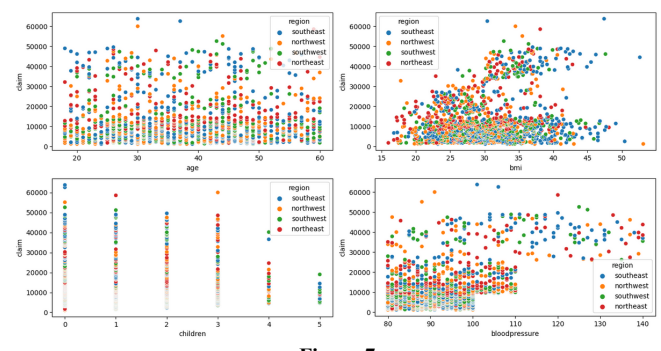 region
southeast
northwest
southwest
northeast
claim
60000
50000
40000
30000
20000
10000
0
20 30 40 50 60
age
region
southeast
northwest
southwest
northeast
claim
60000
50000
40000
30000
20000
10000
0
15 20 25 30 35 40 45 50
bmi
region
southeast
northwest
southwest
northeast
claim
60000
50000
40000
30000
20000
10000
0
0 1 2 3 4 5
children
claim
60000
50000
40000
30000
20000
10000
0
region
southeast
northwest
southwest
northeast
80 90 100 110 120 130 140
bloodpressure